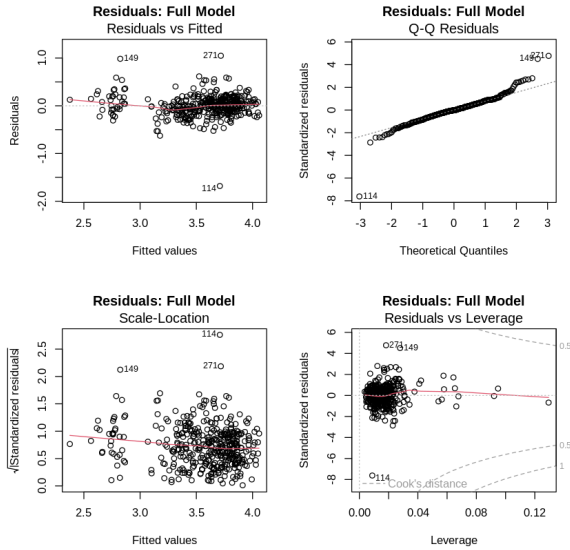 Residuals: Full Model
Residuals vs Fitted
1.0
0.0
-1.0
-2.0
Residuals
149
271
114
2.5 3.0 3.5 4.0
Fitted values
Residuals: Full Model
Q-Q Residuals
6
4
2
0
-2
-4
-6
-8
Standardized residuals
149
271
114
-3 -2 -1 0 1 2 3
Theoretical Quantiles
Residuals: Full Model
Scale-Location
2.5
2.0
1.5
1.0
0.5
0.0
√|Standardized residuals|
114
149
271
2.5 3.0 3.5 4.0
Fitted values
Residuals: Full Model
Residuals vs Leverage
6
4
2
0
-2
-4
-6
-8
Standardized residuals
271
149
114
Cook's distance
0.5
0.5
1
0.00 0.04 0.08 0.12
Leverage